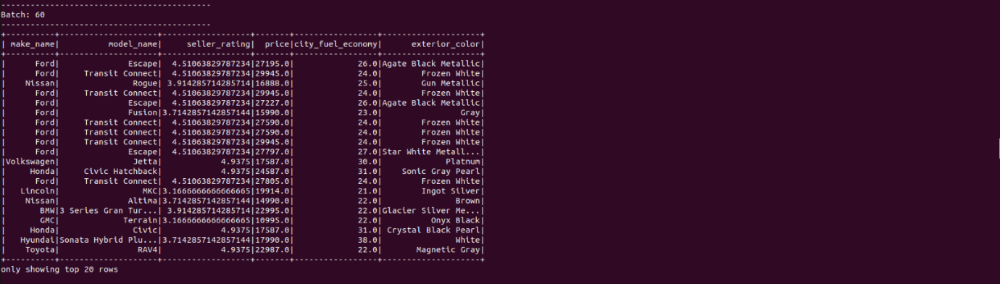 -------------------------------------------
Batch: 60
-------------------------------------------
+----------+--------------------+------------------+-------+-----------------+--------------------+
| make_name|          model_name|     seller_rating|  price|city_fuel_economy|      exterior_color|
+----------+--------------------+------------------+-------+-----------------+--------------------+
|      Ford|              Escape|  4.51063829787234|27195.0|             26.0|Agate Black Metallic|
|      Ford|     Transit Connect|  4.51063829787234|29945.0|             24.0|        Frozen White|
|    Nissan|               Rogue| 3.914285714285714|16888.0|             25.0|        Gun Metallic|
|      Ford|     Transit Connect|  4.51063829787234|29945.0|             24.0|        Frozen White|
|      Ford|              Escape|  4.51063829787234|27227.0|             26.0|Agate Black Metallic|
|      Ford|              Fusion|3.7142857142857144|15990.0|             23.0|                Gray|
|      Ford|     Transit Connect|  4.51063829787234|27590.0|             24.0|        Frozen White|
|      Ford|     Transit Connect|  4.51063829787234|27590.0|             24.0|        Frozen White|
|      Ford|     Transit Connect|  4.51063829787234|29945.0|             24.0|        Frozen White|
|      Ford|              Escape|  4.51063829787234|27797.0|             27.0|Star White Metall...|
|Volkswagen|               Jetta|            4.9375|17587.0|             30.0|             Platnum|
|     Honda|     Civic Hatchback|            4.9375|24587.0|             31.0|    Sonic Gray Pearl|
|      Ford|     Transit Connect|  4.51063829787234|27805.0|             24.0|        Frozen White|
|   Lincoln|                 MKC|3.1666666666666665|19914.0|             21.0|        Ingot Silver|
|    Nissan|              Altima|3.7142857142857144|14990.0|             22.0|               Brown|
|       BMW|3 Series Gran Tur...| 3.914285714285714|22995.0|             22.0|Glacier Silver Me...|
|       GMC|             Terrain|3.1666666666666665|10995.0|             22.0|          Onyx Black|
|     Honda|               Civic|            4.9375|17587.0|             31.0| Crystal Black Pearl|
|   Hyundai|Sonata Hybrid Plu...|3.7142857142857144|17990.0|             38.0|               White|
|    Toyota|                RAV4|            4.9375|22987.0|             22.0|       Magnetic Gray|
+----------+--------------------+------------------+-------+-----------------+--------------------+
only showing top 20 rows